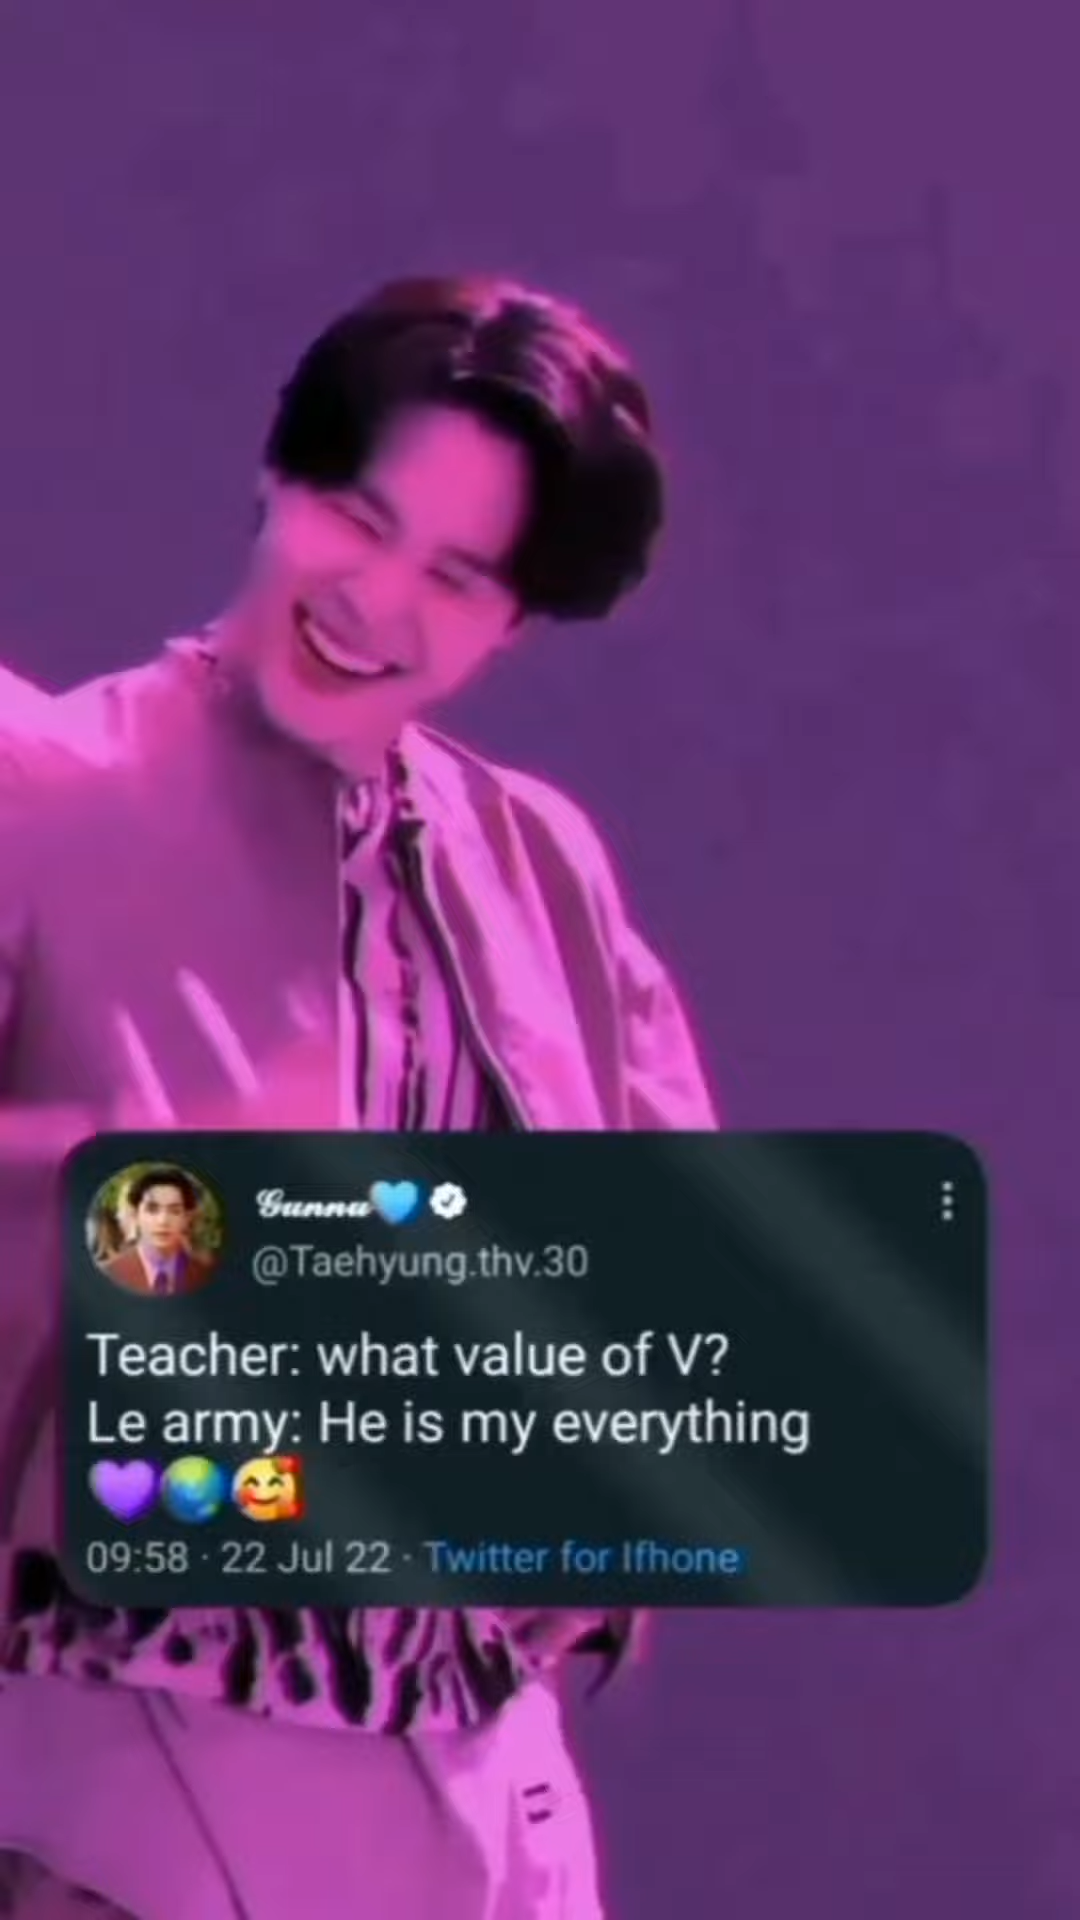 𝓖𝓾𝓷𝓷𝓪🩵
@Taehyung.thv.30
Teacher: what value of V?
Le army: He is my everything
💜🌏🥰
09:58 · 22 Jul 22 · Twitter for Ifhone